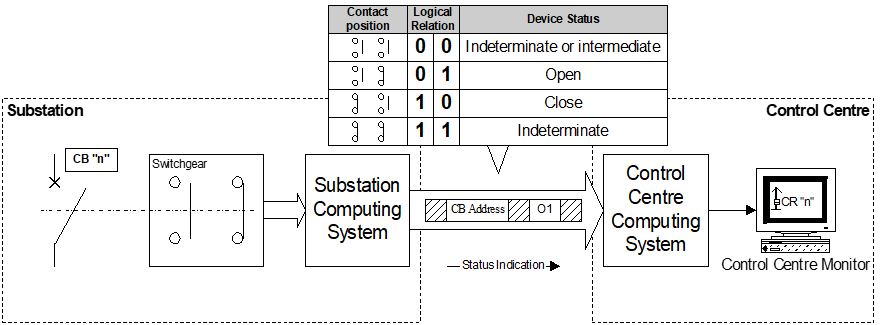 Contact position
Logical Relation
Device Status
0 0
Indeterminate or intermediate
0 1
Open
1 0
Close
1 1
Indeterminate
Substation
Control Centre
CB "n"
Switchgear
Substation
Computing
System
CB Address
O1
Status Indication
Control
Centre
Computing
System
CR "n"
Control Centre Monitor